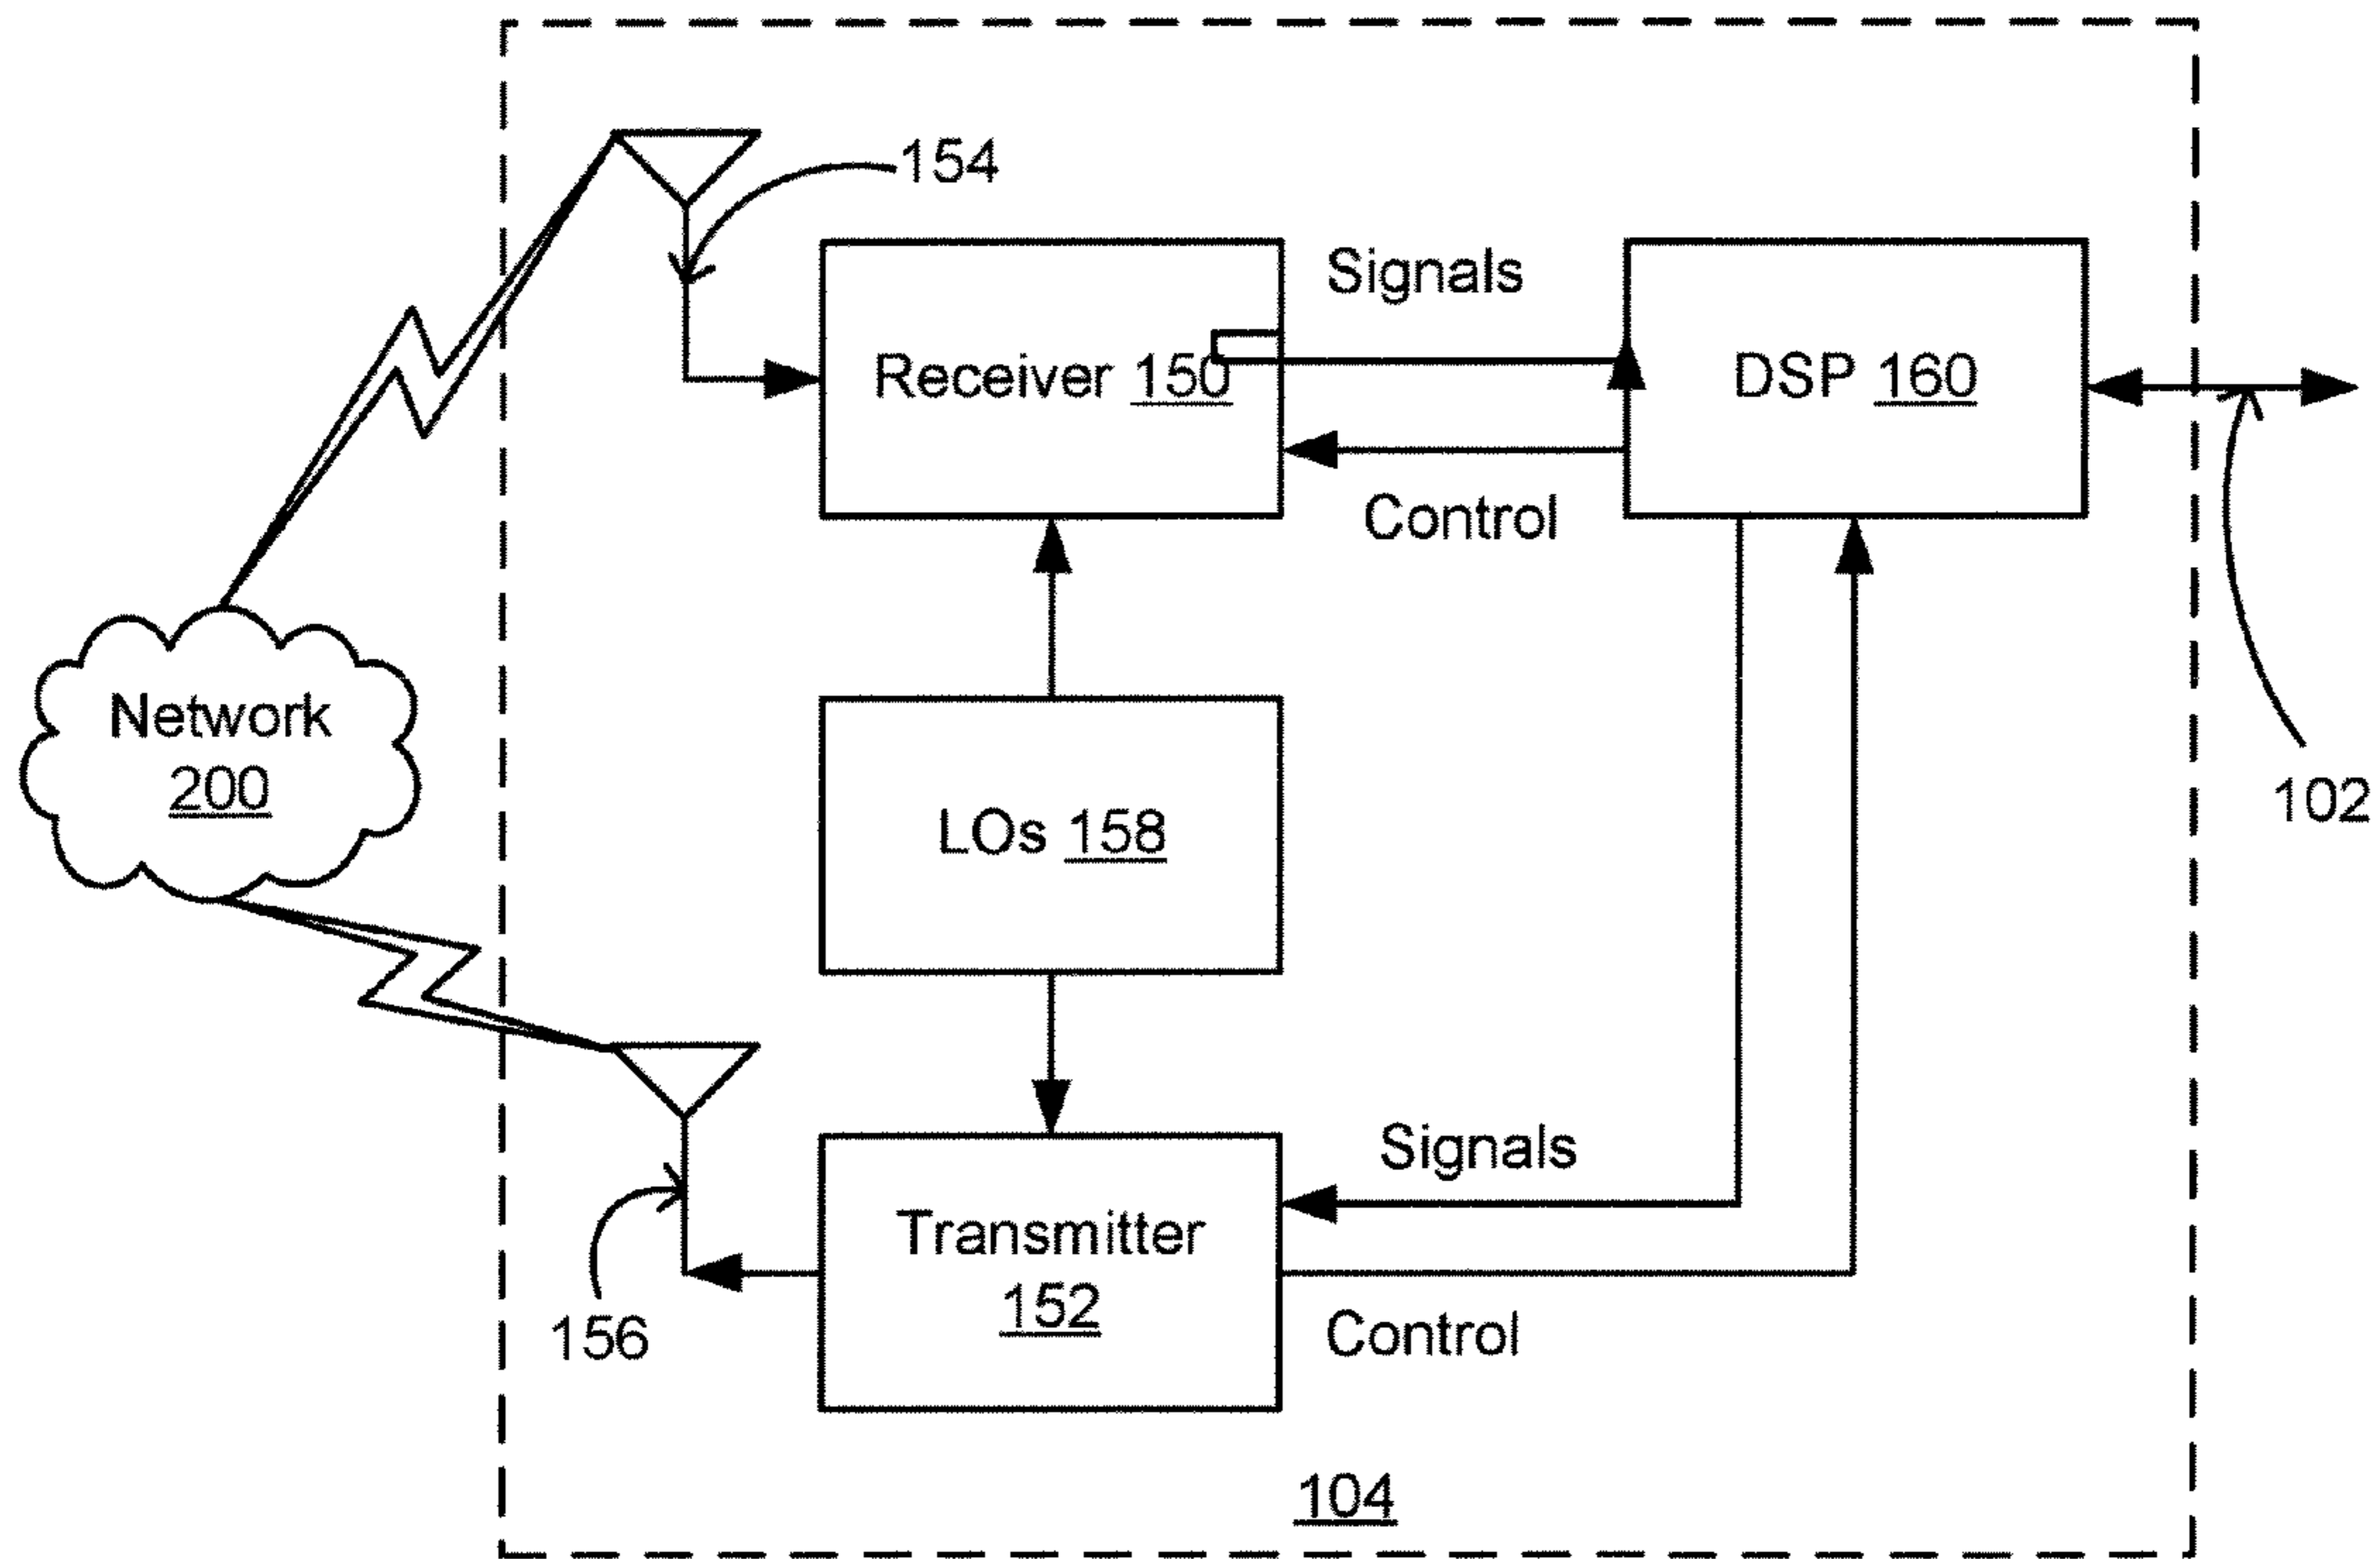 154
Signals
Receiver 150
DSP 160
Control
Network
200
LOs 158
102
Signals
Transmitter
152
156
Control
104